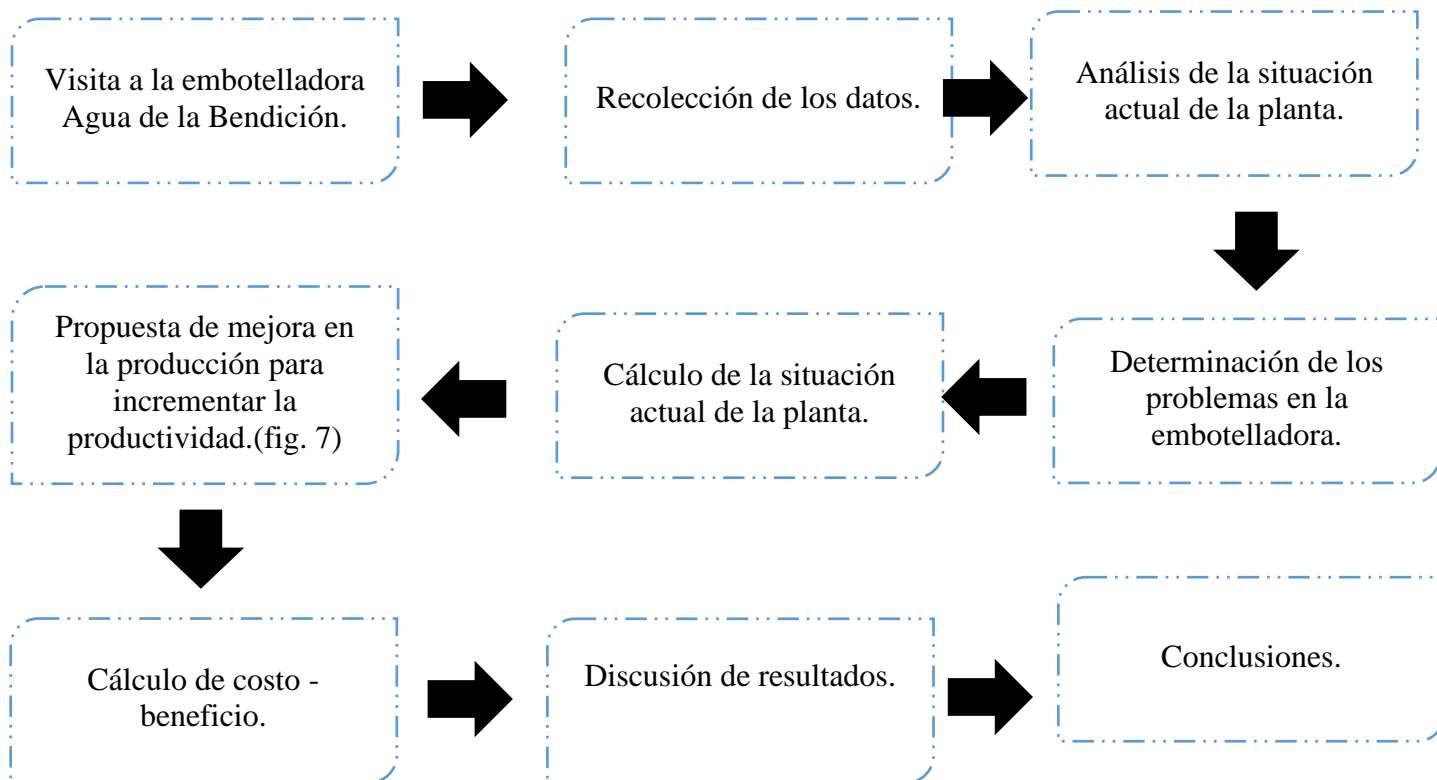 Visita a la embotelladora
Agua de la Bendición.
Recolección de los datos.
Análisis de la situación
actual de la planta.
Determinación de los
problemas en la
embotelladora.
Cálculo de la situación
actual de la planta.
Propuesta de mejora en
la producción para
incrementar la
productividad.(fig. 7)
Cálculo de costo -
beneficio.
Discusión de resultados.
Conclusiones.